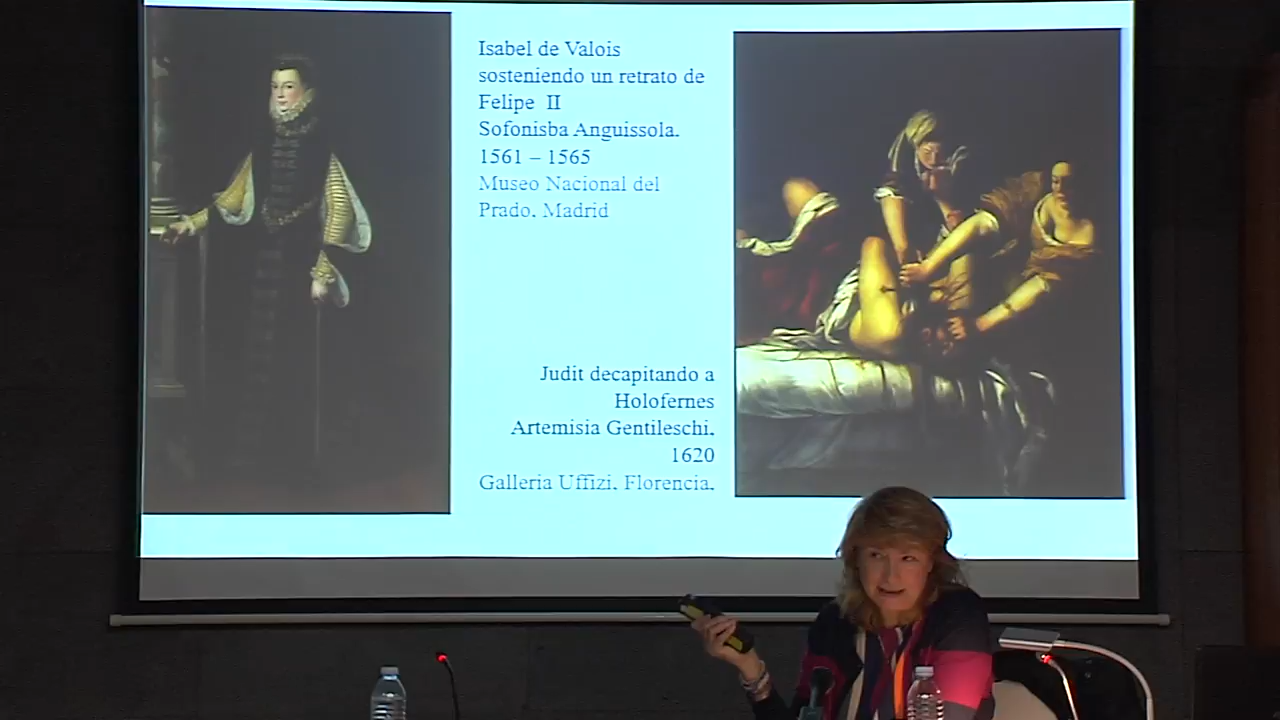 Isabel de Valois
sosteniendo un retrato de
Felipe II
Sofonisba Anguissola.
1561 – 1565
Museo Nacional del
Prado. Madrid
Judit decapitando a
Holofernes
Artemisia Gentileschi.
1620
Galleria Uffizi. Florencia.